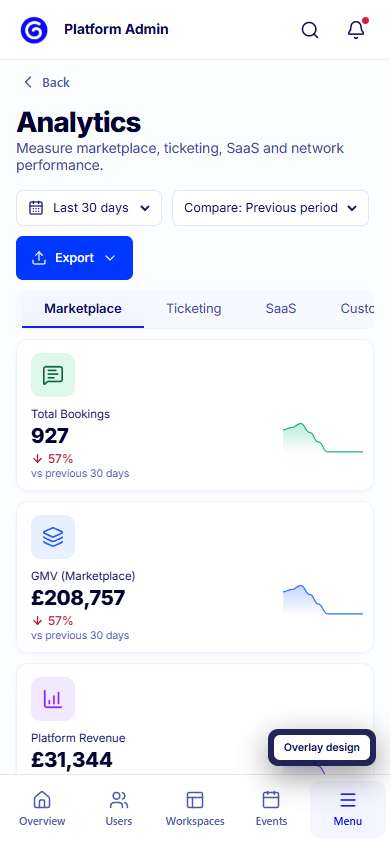 Platform Admin
Back
Analytics
Measure marketplace, ticketing, SaaS and network
performance.
Last 30 days
Compare: Previous period
Export
Marketplace
Ticketing
SaaS
Custo
Total Bookings
927
↓ 57%
vs previous 30 days
GMV (Marketplace)
£208,757
↓ 57%
vs previous 30 days
Platform Revenue
£31,344
Overlay design
Overview
Users
Workspaces
Events
Menu